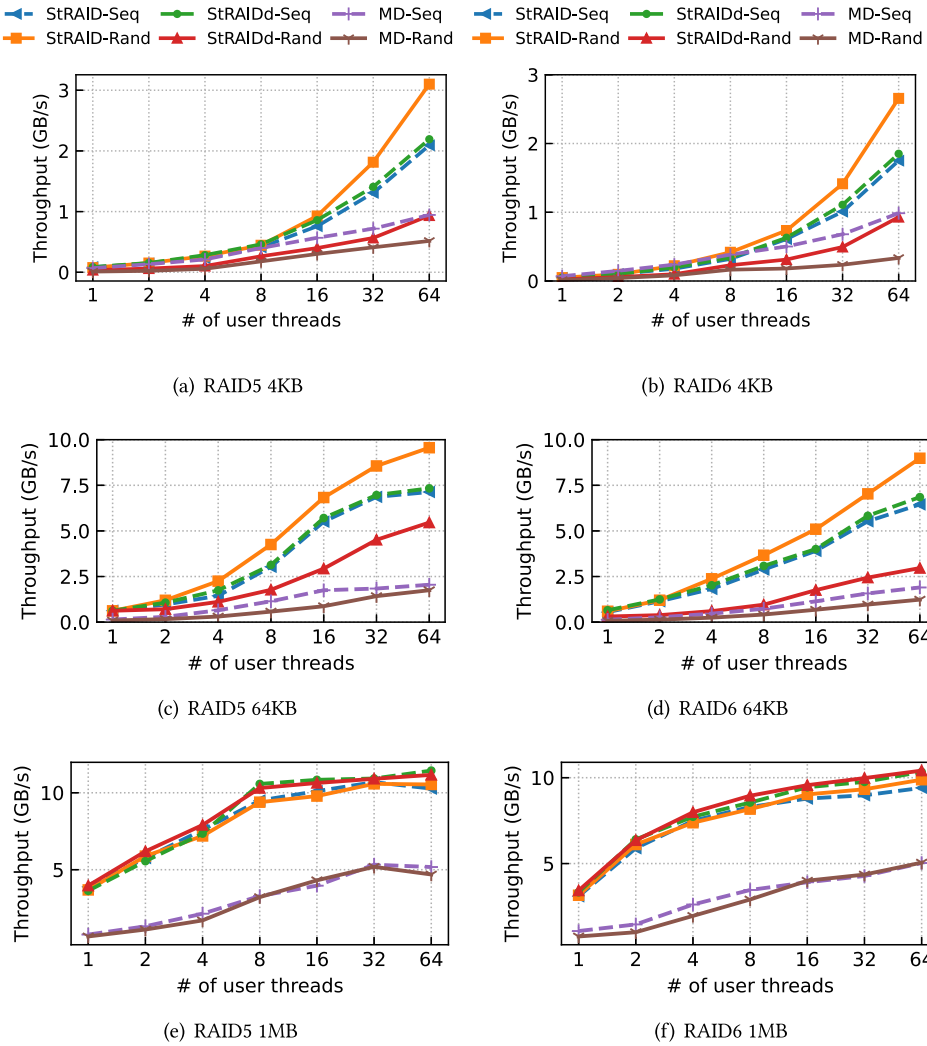 StRAID-Seq StRAIDd-Seq MD-Seq StRAID-Seq StRAIDd-Seq MD-Seq
StRAID-Rand StRAIDd-Rand MD-Rand StRAID-Rand StRAIDd-Rand MD-Rand
Throughput (GB/s)
3
2
1
0
1 2 4 8 16 32 64
# of user threads
(a) RAID5 4KB
Throughput (GB/s)
3
2
1
0
1 2 4 8 16 32 64
# of user threads
(b) RAID6 4KB
Throughput (GB/s)
10.0
7.5
5.0
2.5
0.0
1 2 4 8 16 32 64
# of user threads
(c) RAID5 64KB
Throughput (GB/s)
10.0
7.5
5.0
2.5
0.0
1 2 4 8 16 32 64
# of user threads
(d) RAID6 64KB
Throughput (GB/s)
10
5
1 2 4 8 16 32 64
# of user threads
(e) RAID5 1MB
Throughput (GB/s)
10
5
1 2 4 8 16 32 64
# of user threads
(f) RAID6 1MB